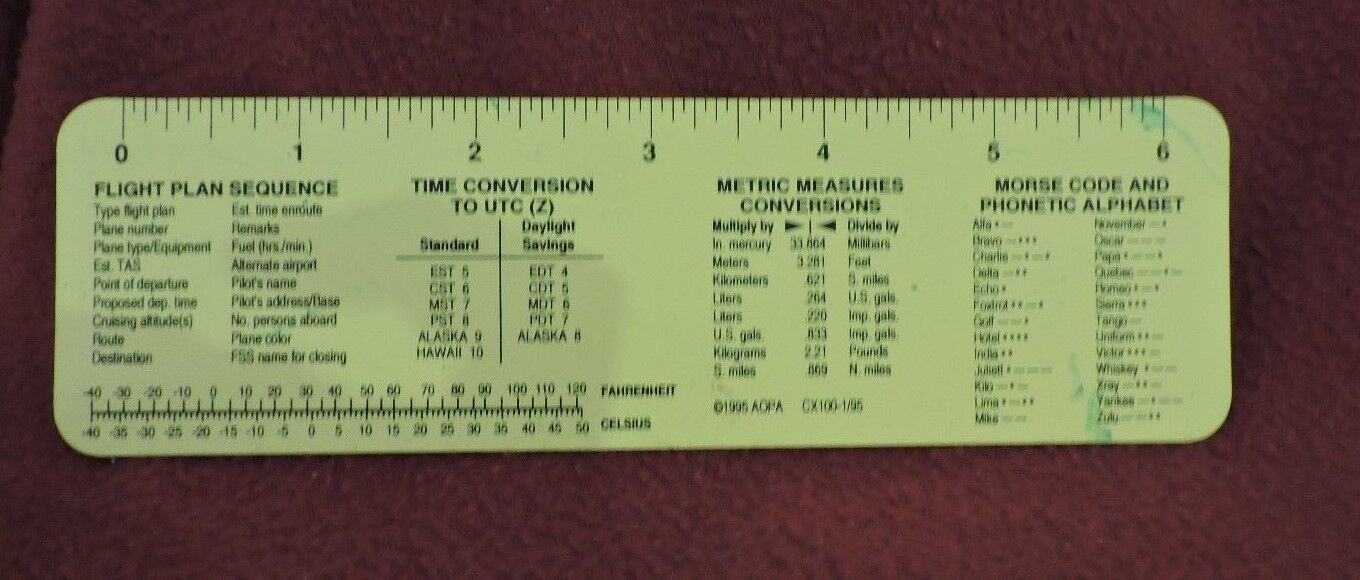 0 1 2 3 4 5 6
FLIGHT PLAN SEQUENCE
Type flight plan Est. time enroute
Plane number Remarks
Plane type/Equipment Fuel (hrs./min.)
Est. TAS Alternate airport
Point of departure Pilot's name
Proposed dep. time Pilot's address/Base
Cruising altitude(s) No. persons aboard
Route Plane color
Destination FSS name for closing
TIME CONVERSION
TO UTC (Z)
Standard Daylight Savings
EST 5 EDT 4
CST 6 CDT 5
MST 7 MDT 6
PST 8 PDT 7
ALASKA 9 ALASKA 8
HAWAII 10
-40 -30 -20 -10 0 10 20 30 40 50 60 70 80 90 100 110 120 FAHRENHEIT
-40 -35 -30 -25 -20 -15 -10 -5 0 5 10 15 20 25 30 35 40 45 50 CELSIUS
METRIC MEASURES
CONVERSIONS
Multiply by ►|◄ Divide by
In. mercury 33.864 Millibars
Meters 3.281 Feet
Kilometers .621 S. miles
Liters .264 U.S. gals.
Liters .220 Imp. gals.
U.S. gals. .833 Imp. gals.
Kilograms 2.21 Pounds
S. miles .869 N. miles
©1995 AOPA CX100-1/95
MORSE CODE AND
PHONETIC ALPHABET
Alfa •— November —•
Bravo —••• Oscar ———
Charlie —•—• Papa •——•
Delta —•• Quebec ——•—
Echo • Romeo •—•
Foxtrot ••—• Sierra •••
Golf ——• Tango —
Hotel •••• Uniform ••—
India •• Victor •••—
Juliett •——— Whiskey •——
Kilo —•— Xray —••—
Lima •—•• Yankee —•——
Mike —— Zulu ——••